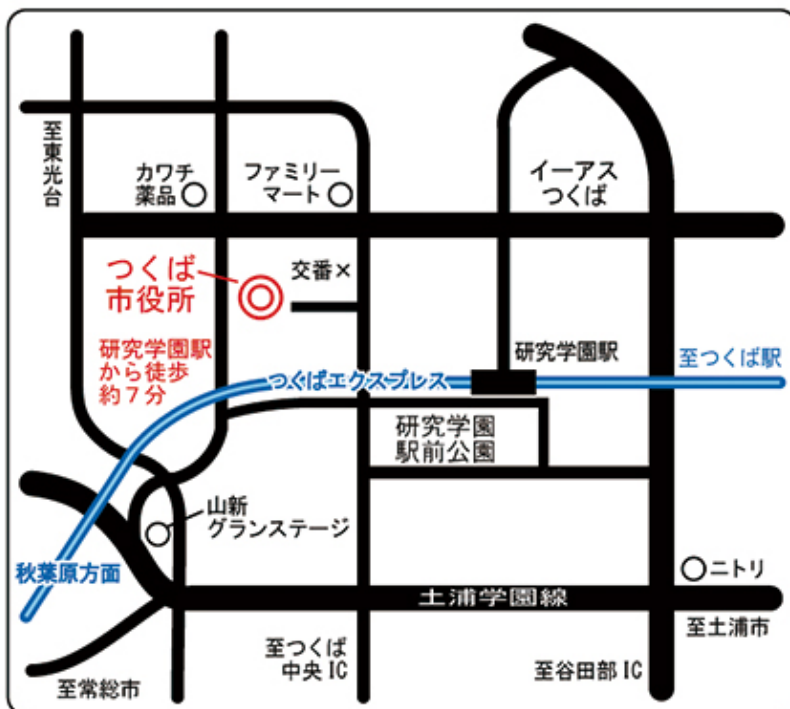 至東光台
カワチ
薬品
ファミリー
マート
イーアス
つくば
つくば
市役所
交番×
研究学園駅
から徒歩
約７分
つくばエクスプレス
研究学園駅
至つくば駅
研究学園
駅前公園
山新
グランステージ
秋葉原方面
ニトリ
土浦学園線
至土浦市
至つくば
中央IC
至谷田部IC
至常総市